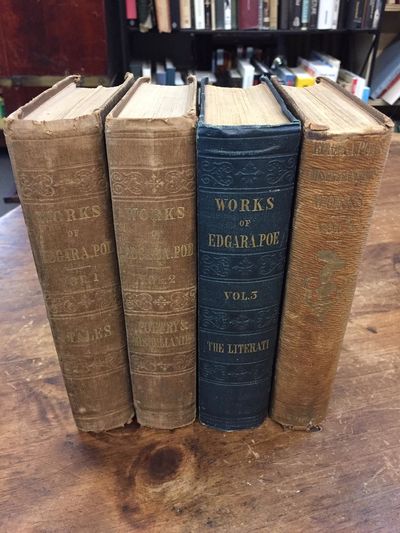 WORKS
OF
EDGAR A. POE
VOL. 1
TALES
WORKS
OF
EDGAR A. POE
VOL. 2
POETRY &
MISCELLANIES
WORKS
OF
EDGAR A. POE
VOL. 3
THE LITERATI